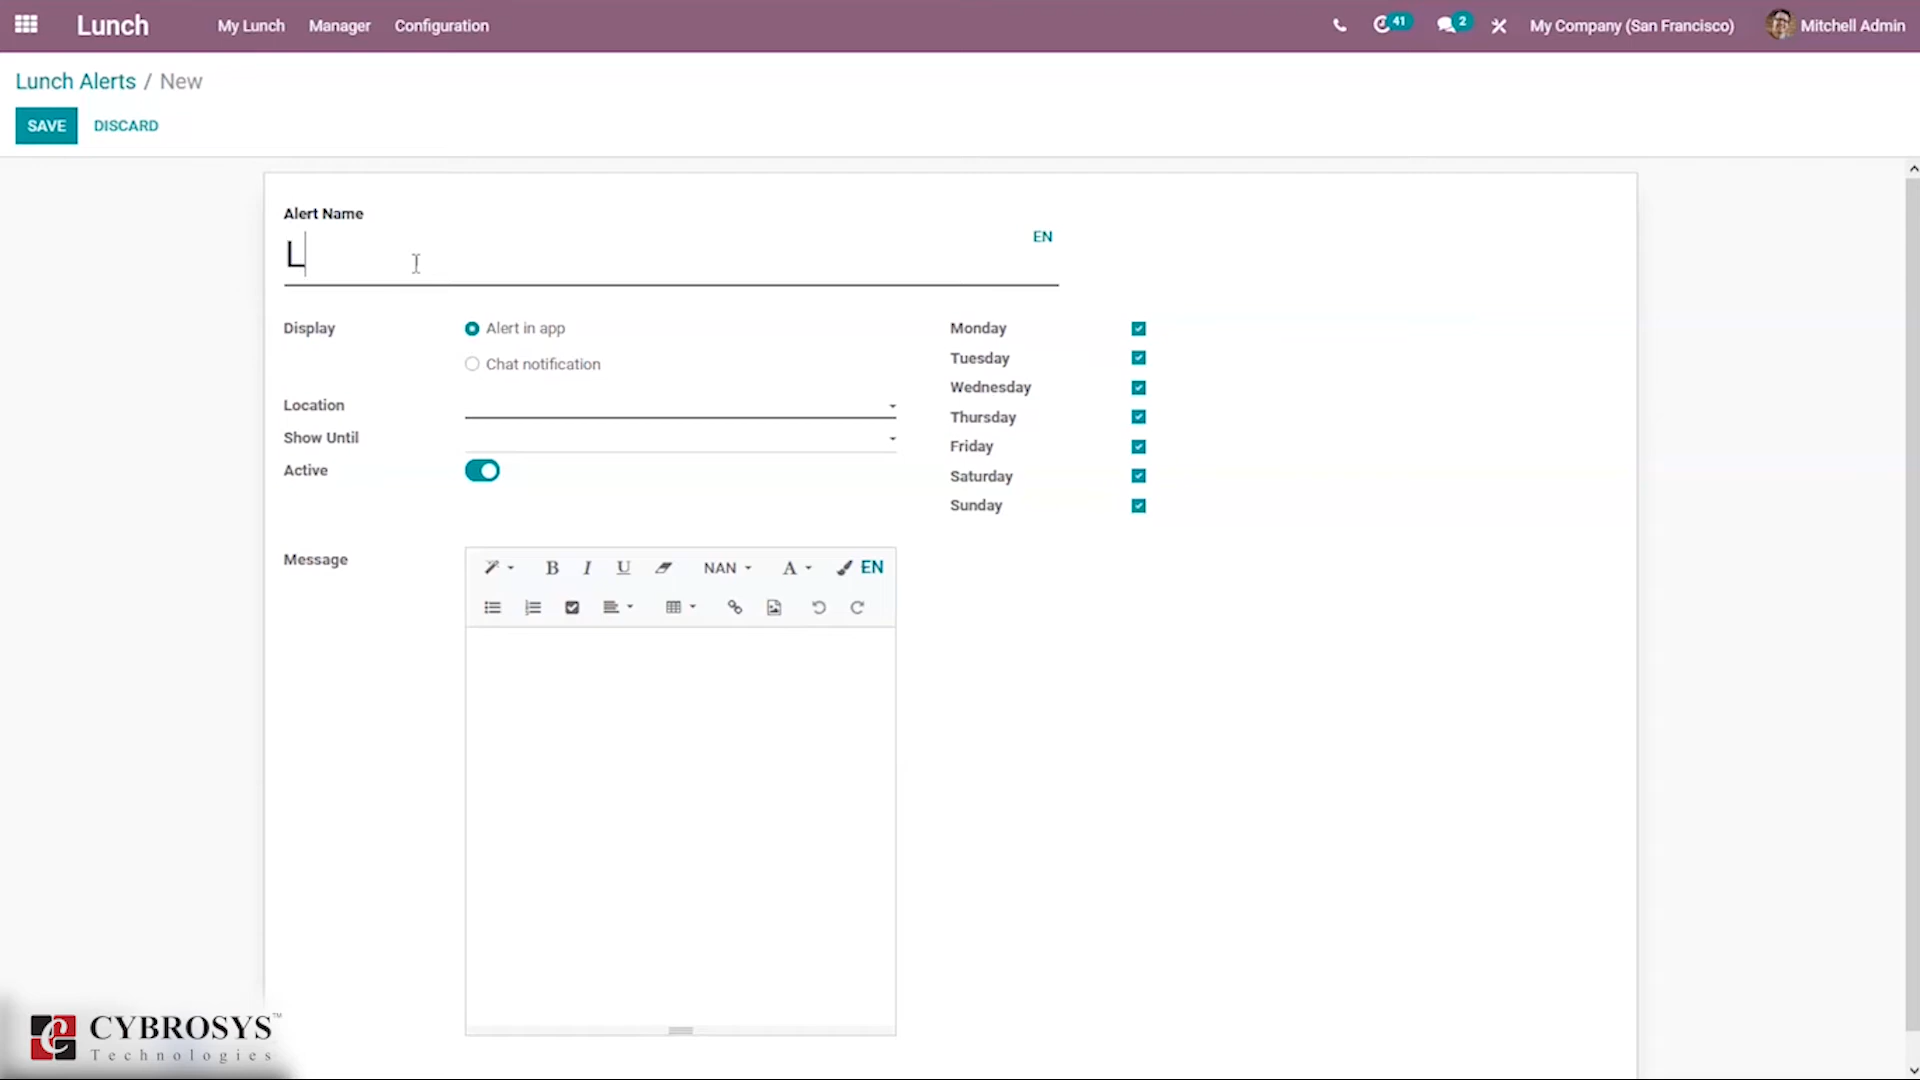 Lunch My Lunch Manager Configuration 41 2 My Company (San Francisco) Mitchell Admin
Lunch Alerts / New
SAVE DISCARD
Alert Name
EN
L
Display Alert in app Monday
Chat notification Tuesday
Wednesday
Location Thursday
Show Until Friday
Active Saturday
Sunday
Message B I U NAN A EN
CYBROSYS™
Technologies